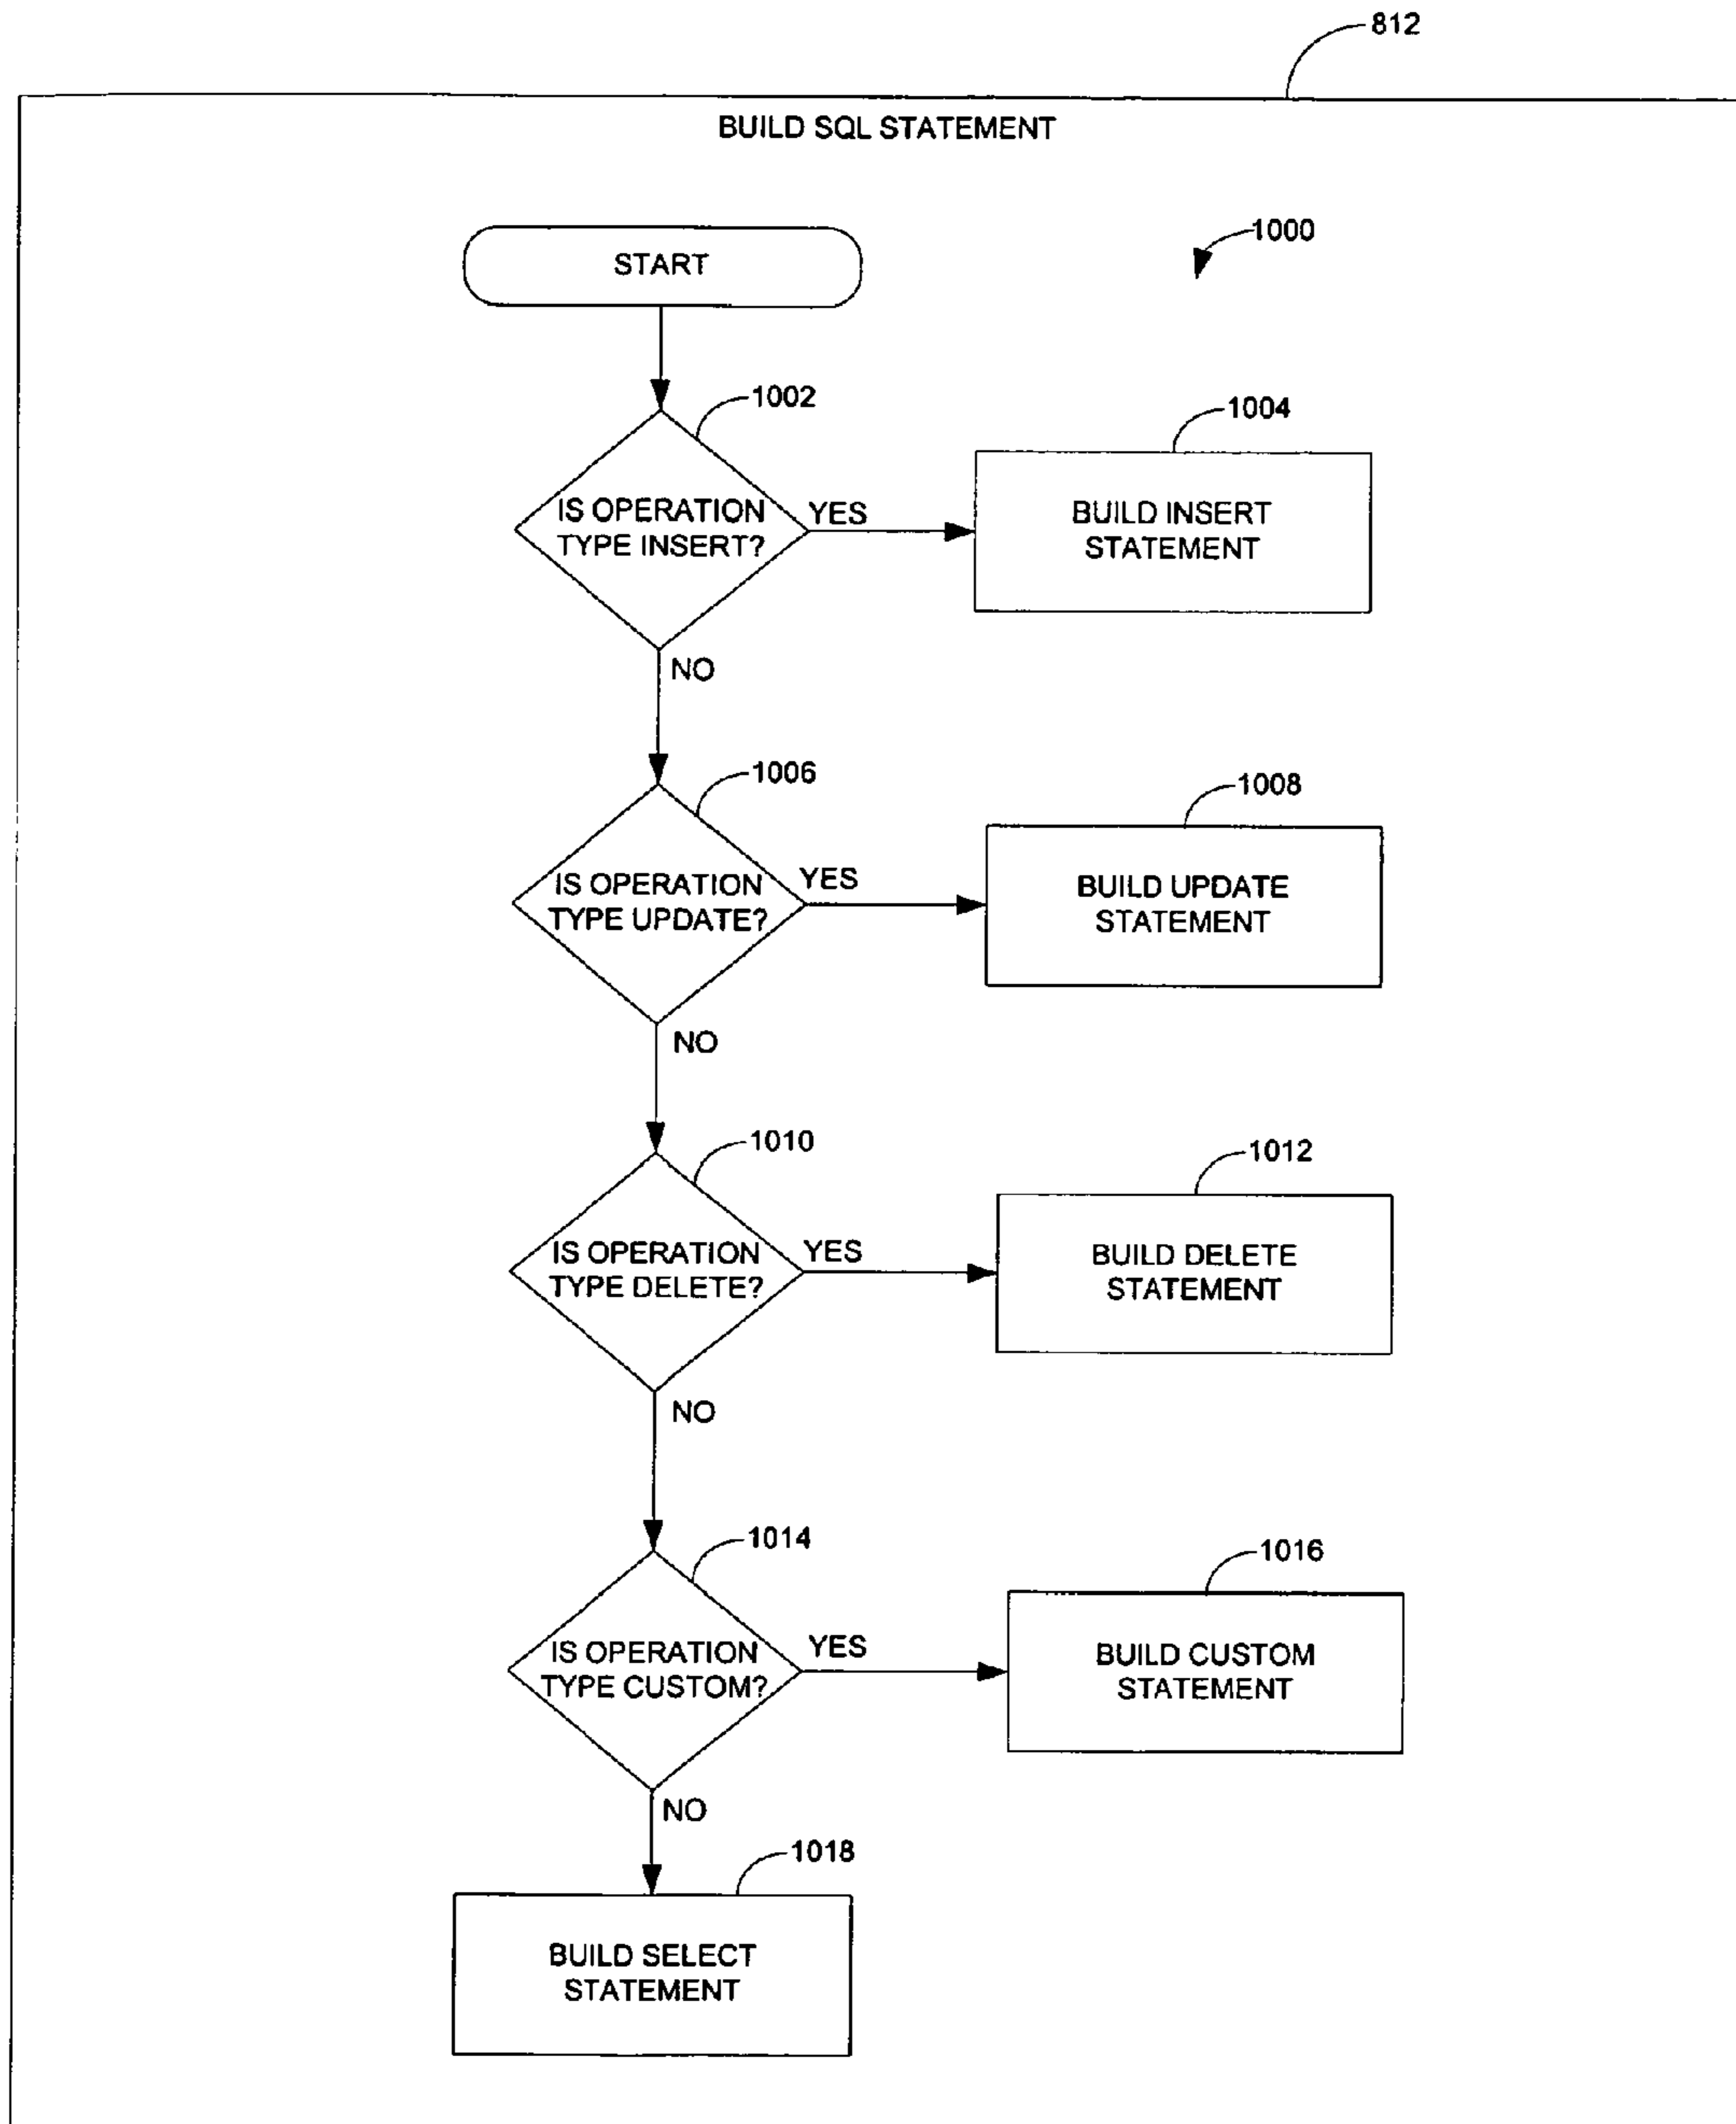 812
BUILD SQL STATEMENT
1000
START
1002
1004
IS OPERATION
TYPE INSERT?
YES
BUILD INSERT
STATEMENT
NO
1006
1008
IS OPERATION
TYPE UPDATE?
YES
BUILD UPDATE
STATEMENT
NO
1010
1012
IS OPERATION
TYPE DELETE?
YES
BUILD DELETE
STATEMENT
NO
1014
1016
IS OPERATION
TYPE CUSTOM?
YES
BUILD CUSTOM
STATEMENT
NO
1018
BUILD SELECT
STATEMENT